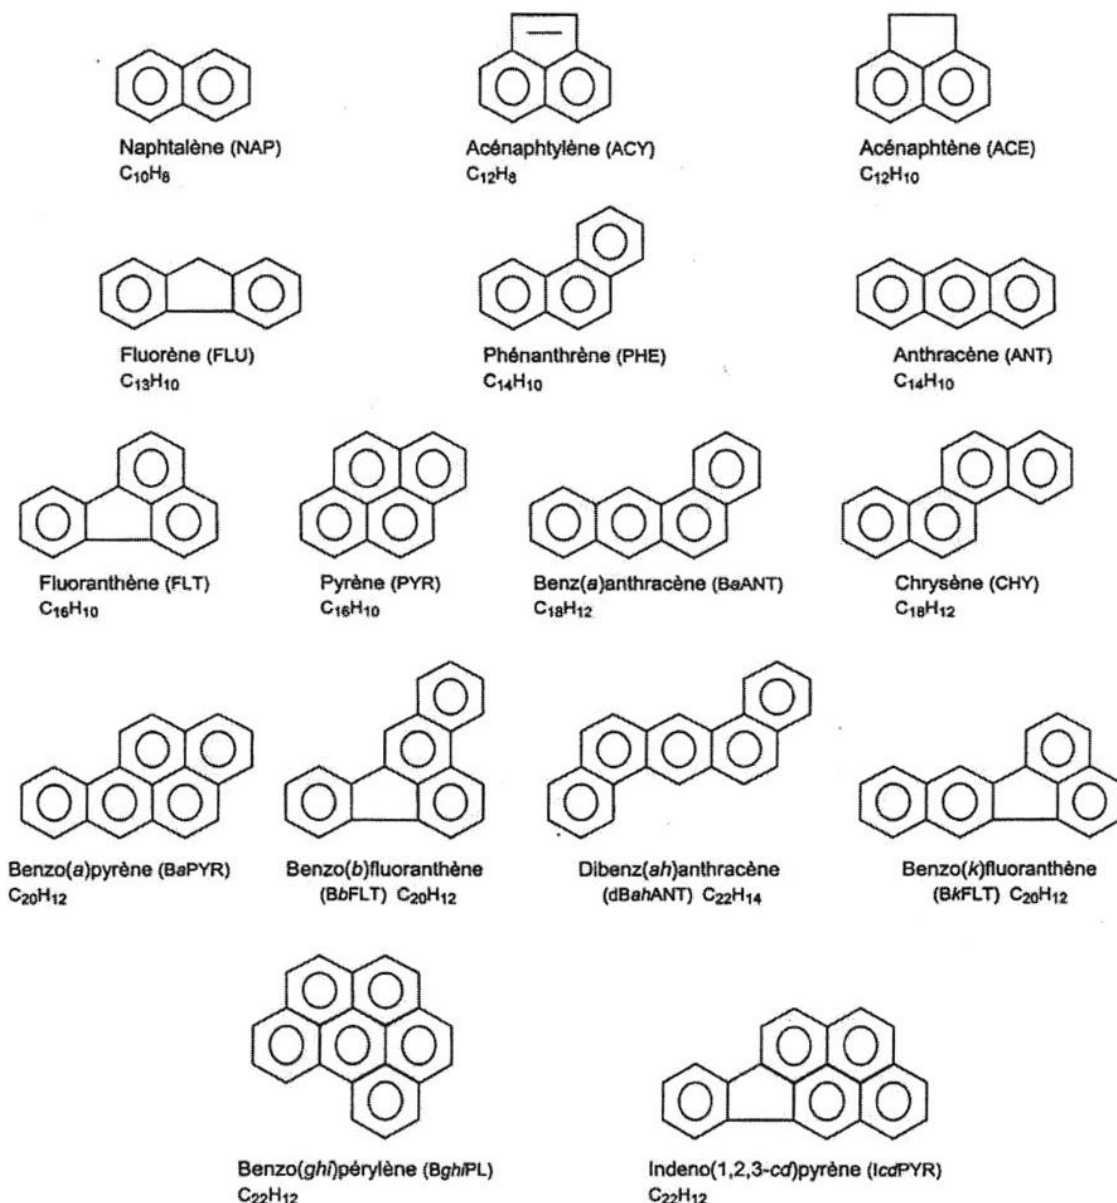 Naphtalène (NAP)
C10H8
Acénaphtylène (ACY)
C12H8
Acénaphtène (ACE)
C12H10
Fluorène (FLU)
C13H10
Phénanthrène (PHE)
C14H10
Anthracène (ANT)
C14H10
Fluoranthène (FLT)
C16H10
Pyrène (PYR)
C16H10
Benz(a)anthracène (BaANT)
C18H12
Chrysène (CHY)
C18H12
Benzo(a)pyrène (BaPYR)
C20H12
Benzo(b)fluoranthène
(BbFLT) C20H12
Dibenz(ah)anthracène
(dBahANT) C22H14
Benzo(k)fluoranthène
(BkFLT) C20H12
Benzo(ghi)pérylène (BghiPL)
C22H12
Indeno(1,2,3-cd)pyrène (IcdPYR)
C22H12